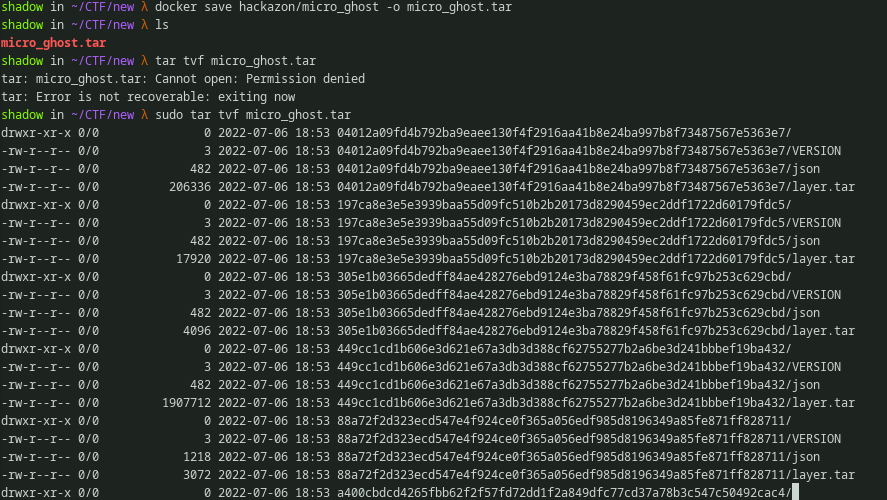 shadow in ~/CTF/new λ docker save hackazon/micro_ghost -o micro_ghost.tar
shadow in ~/CTF/new λ ls
micro_ghost.tar
shadow in ~/CTF/new λ tar tvf micro_ghost.tar
tar: micro_ghost.tar: Cannot open: Permission denied
tar: Error is not recoverable: exiting now
shadow in ~/CTF/new λ sudo tar tvf micro_ghost.tar
drwxr-xr-x 0/0 0 2022-07-06 18:53 04012a09fd4b792ba9eaee130f4f2916aa41b8e24ba997b8f73487567e5363e7/
-rw-r--r-- 0/0 3 2022-07-06 18:53 04012a09fd4b792ba9eaee130f4f2916aa41b8e24ba997b8f73487567e5363e7/VERSION
-rw-r--r-- 0/0 482 2022-07-06 18:53 04012a09fd4b792ba9eaee130f4f2916aa41b8e24ba997b8f73487567e5363e7/json
-rw-r--r-- 0/0 206336 2022-07-06 18:53 04012a09fd4b792ba9eaee130f4f2916aa41b8e24ba997b8f73487567e5363e7/layer.tar
drwxr-xr-x 0/0 0 2022-07-06 18:53 197ca8e3e5e3939baa55d09fc510b2b20173d8290459ec2ddf1722d60179fdc5/
-rw-r--r-- 0/0 3 2022-07-06 18:53 197ca8e3e5e3939baa55d09fc510b2b20173d8290459ec2ddf1722d60179fdc5/VERSION
-rw-r--r-- 0/0 482 2022-07-06 18:53 197ca8e3e5e3939baa55d09fc510b2b20173d8290459ec2ddf1722d60179fdc5/json
-rw-r--r-- 0/0 17920 2022-07-06 18:53 197ca8e3e5e3939baa55d09fc510b2b20173d8290459ec2ddf1722d60179fdc5/layer.tar
drwxr-xr-x 0/0 0 2022-07-06 18:53 305e1b03665dedff84ae428276ebd9124e3ba78829f458f61fc97b253c629cbd/
-rw-r--r-- 0/0 3 2022-07-06 18:53 305e1b03665dedff84ae428276ebd9124e3ba78829f458f61fc97b253c629cbd/VERSION
-rw-r--r-- 0/0 482 2022-07-06 18:53 305e1b03665dedff84ae428276ebd9124e3ba78829f458f61fc97b253c629cbd/json
-rw-r--r-- 0/0 4096 2022-07-06 18:53 305e1b03665dedff84ae428276ebd9124e3ba78829f458f61fc97b253c629cbd/layer.tar
drwxr-xr-x 0/0 0 2022-07-06 18:53 449cc1cd1b606e3d621e67a3db3d388cf62755277b2a6be3d241bbbef19ba432/
-rw-r--r-- 0/0 3 2022-07-06 18:53 449cc1cd1b606e3d621e67a3db3d388cf62755277b2a6be3d241bbbef19ba432/VERSION
-rw-r--r-- 0/0 482 2022-07-06 18:53 449cc1cd1b606e3d621e67a3db3d388cf62755277b2a6be3d241bbbef19ba432/json
-rw-r--r-- 0/0 1907712 2022-07-06 18:53 449cc1cd1b606e3d621e67a3db3d388cf62755277b2a6be3d241bbbef19ba432/layer.tar
drwxr-xr-x 0/0 0 2022-07-06 18:53 88a72f2d323ecd547e4f924ce0f365a056edf985d8196349a85fe871ff828711/
-rw-r--r-- 0/0 3 2022-07-06 18:53 88a72f2d323ecd547e4f924ce0f365a056edf985d8196349a85fe871ff828711/VERSION
-rw-r--r-- 0/0 1218 2022-07-06 18:53 88a72f2d323ecd547e4f924ce0f365a056edf985d8196349a85fe871ff828711/json
-rw-r--r-- 0/0 3072 2022-07-06 18:53 88a72f2d323ecd547e4f924ce0f365a056edf985d8196349a85fe871ff828711/layer.tar
drwxr-xr-x 0/0 0 2022-07-06 18:53 a400cbdcd4265fbb62f2f57fd72dd1f2a849dfc77cd37a78b3c547c50492cac4/